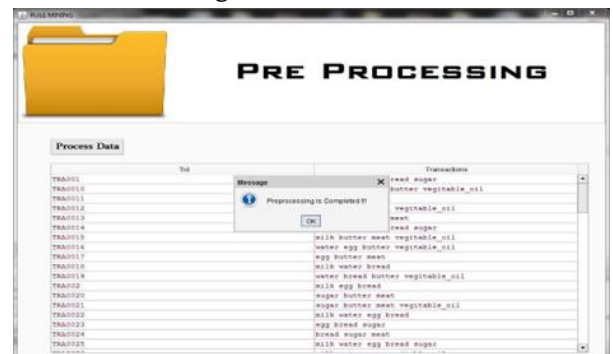 RULE MINING
PRE PROCESSING
Process Data
Tid Transactions
TRA001 bread sugar
TRA0010 butter vegitable_oil
TRA0011
TRA0012 vegitable_oil
TRA0013 meat
TRA0014 bread sugar
Message
Preprocessing is Completed !!!
OK
TRA0015 milk butter meat vegitable_oil
TRA0016 water egg butter vegitable_oil
TRA0017 egg butter meat
TRA0018 milk water bread
TRA0019 water bread butter vegitable_oil
TRA002 milk egg bread
TRA0020 sugar butter meat
TRA0021 sugar butter meat vegitable_oil
TRA0022 milk water egg bread
TRA0023 egg bread sugar
TRA0024 bread sugar meat
TRA0025 milk water egg bread sugar